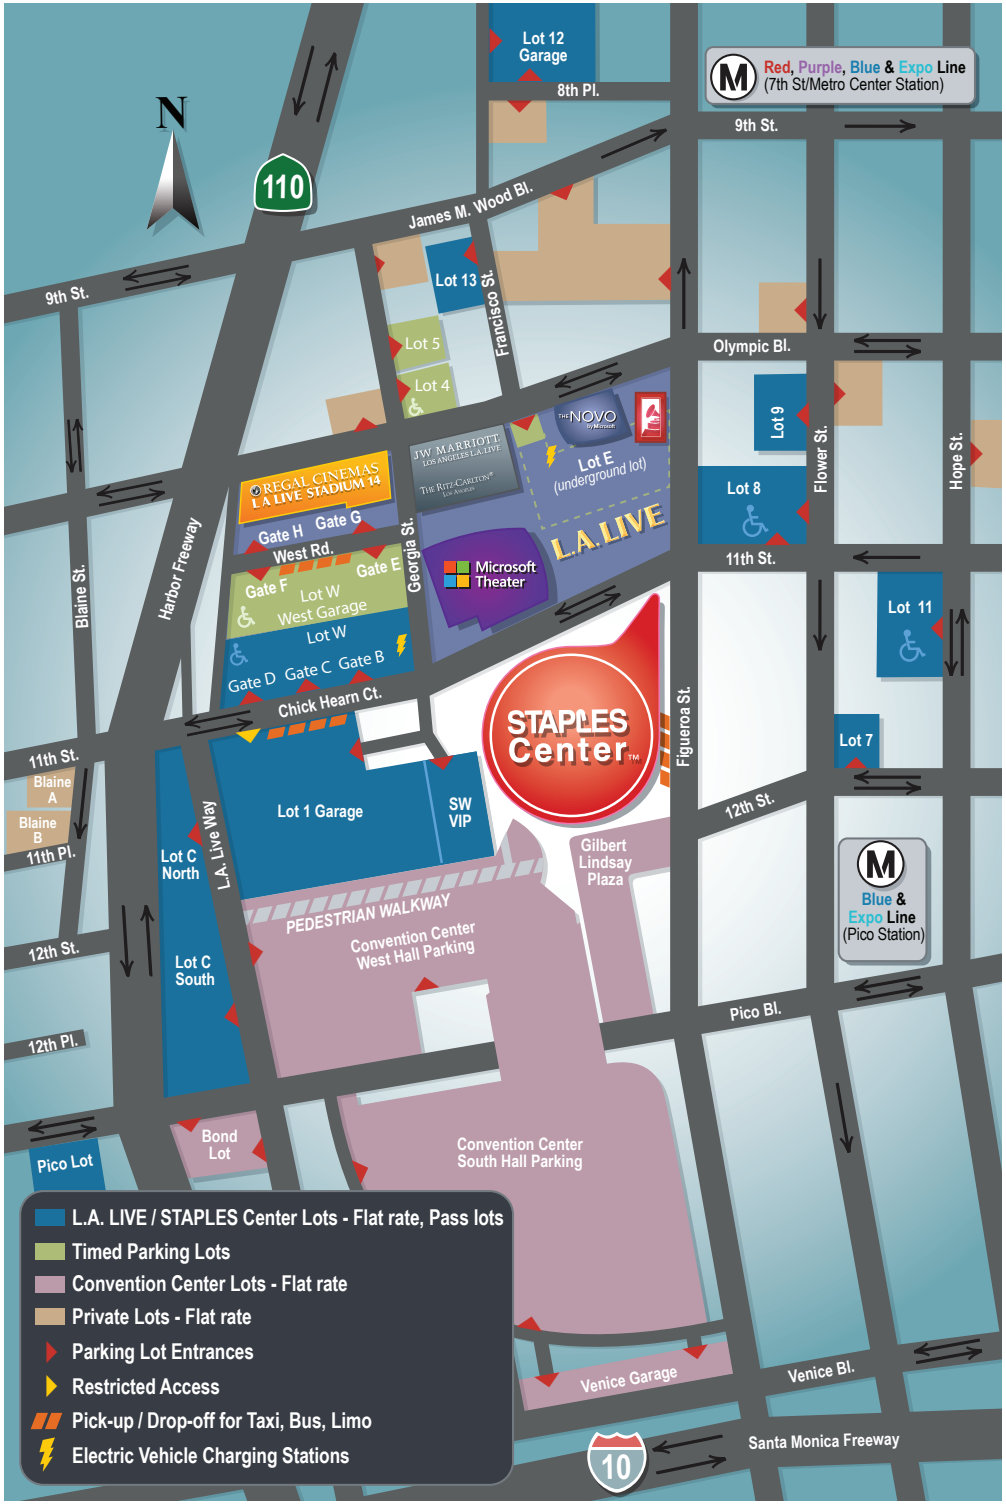 Lot 12
Garage
8th Pl.
M
Red, Purple, Blue & Expo Line
(7th St/Metro Center Station)
9th St.
N
110
James M. Wood Bl.
9th St.
Lot 13
Francisco St.
Lot 5
Lot 4
Olympic Bl.
Lot 9
Flower St.
Hope St.
THE NOVO
by Microsoft
JW MARRIOTT
LOS ANGELES L.A. LIVE
THE RITZ-CARLTON®
LOS ANGELES
Lot E
(underground lot)
L.A. LIVE
REGAL CINEMAS
LA LIVE STADIUM 14
Gate H
Gate G
West Rd.
Georgia St.
Gate F
Gate E
Lot W
West Garage
Lot W
Gate D
Gate C
Gate B
Microsoft
Theater
Lot 8
11th St.
Lot 11
Blaine St.
Harbor Freeway
Chick Hearn Ct.
STAPLES
Center™
Figueroa St.
Lot 7
11th St.
Blaine
A
Blaine
B
11th Pl.
L.A. Live Way
Lot 1 Garage
SW
VIP
12th St.
Lot C
North
Gilbert
Lindsay
Plaza
M
Blue &
Expo Line
(Pico Station)
PEDESTRIAN WALKWAY
Convention Center
West Hall Parking
12th St.
Lot C
South
Pico Bl.
12th Pl.
Bond
Lot
Pico Lot
Convention Center
South Hall Parking
L.A. LIVE / STAPLES Center Lots - Flat rate, Pass lots
Timed Parking Lots
Convention Center Lots - Flat rate
Private Lots - Flat rate
Parking Lot Entrances
Restricted Access
Pick-up / Drop-off for Taxi, Bus, Limo
Electric Vehicle Charging Stations
Venice Garage
Venice Bl.
10
Santa Monica Freeway